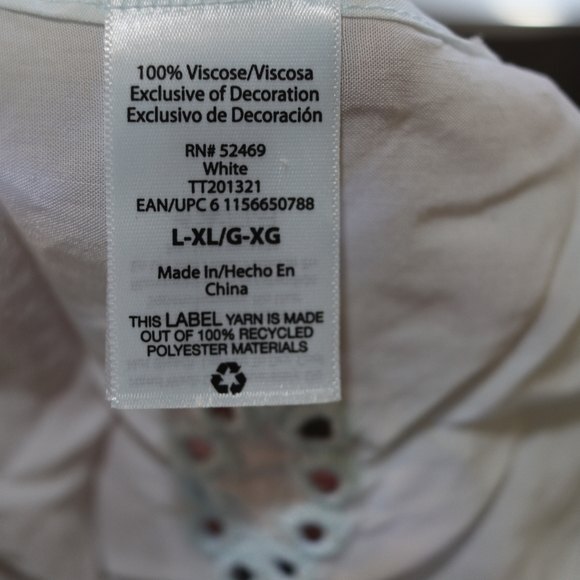 100% Viscose/Viscosa
Exclusive of Decoration
Exclusivo de Decoración
RN# 52469
White
TT201321
EAN/UPC 6 1156650788
L-XL/G-XG
Made In/Hecho En
China
THIS LABEL YARN IS MADE
OUT OF 100% RECYCLED
POLYESTER MATERIALS